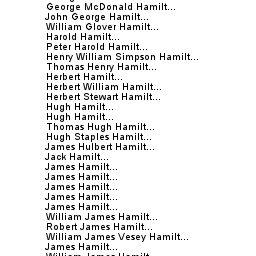 George McDonald Hamilt...
John George Hamilt...
William Glover Hamilt...
Harold Hamilt...
Peter Harold Hamilt...
Henry William Simpson Hamilt...
Thomas Henry Hamilt...
Herbert Hamilt...
Herbert William Hamilt...
Herbert Stewart Hamilt...
Hugh Hamilt...
Hugh Hamilt...
Thomas Hugh Hamilt...
Hugh Staples Hamilt...
James Hulbert Hamilt...
Jack Hamilt...
James Hamilt...
James Hamilt...
James Hamilt...
James Hamilt...
James Hamilt...
William James Hamilt...
Robert James Hamilt...
William James Vesey Hamilt...
James Hamilt...
William James Hamilt